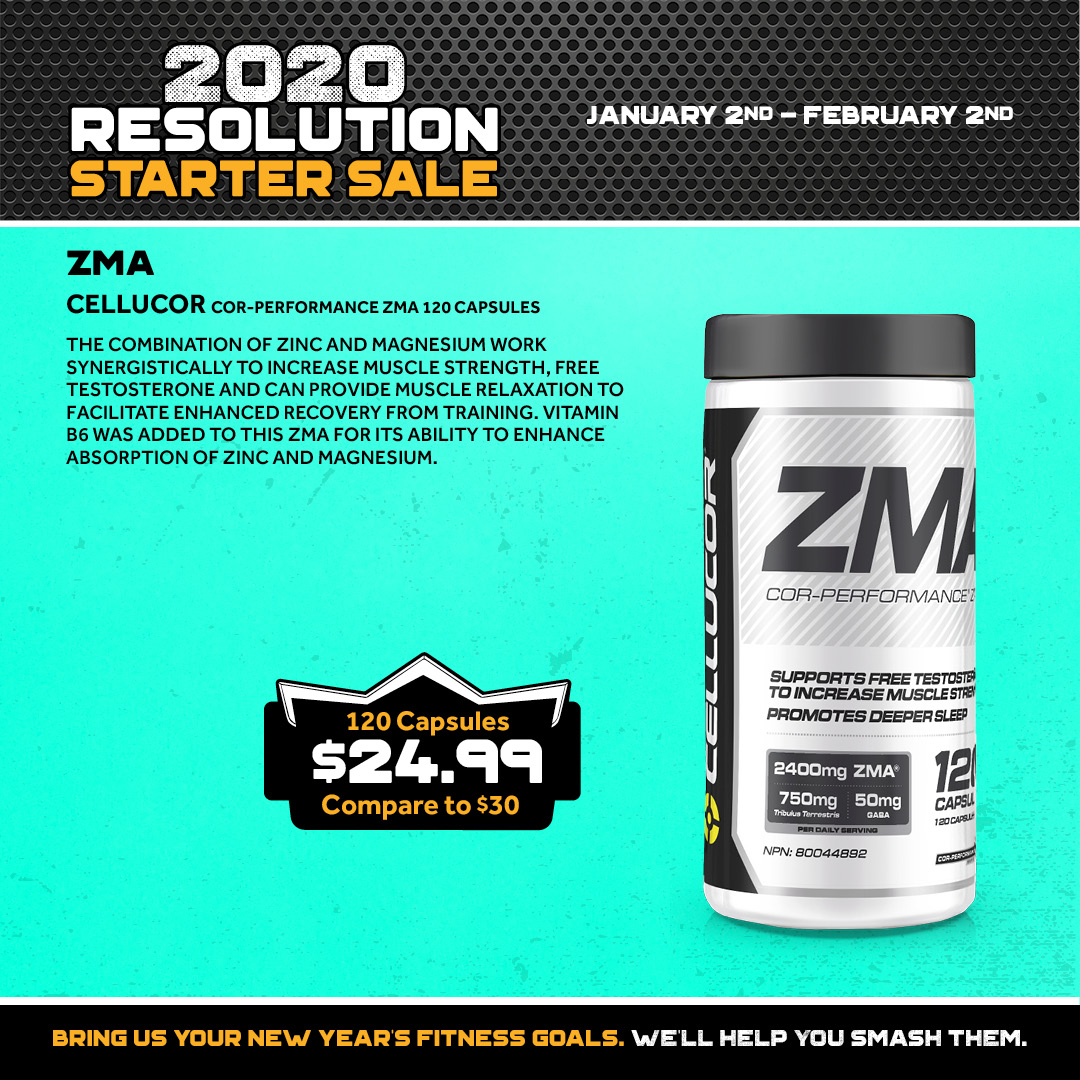 2020
RESOLUTION
STARTER SALE
JANUARY 2ND – FEBRUARY 2ND
ZMA
CELLUCOR COR-PERFORMANCE ZMA 120 CAPSULES
THE COMBINATION OF ZINC AND MAGNESIUM WORK
SYNERGISTICALLY TO INCREASE MUSCLE STRENGTH, FREE
TESTOSTERONE AND CAN PROVIDE MUSCLE RELAXATION TO
FACILITATE ENHANCED RECOVERY FROM TRAINING. VITAMIN
B6 WAS ADDED TO THIS ZMA FOR ITS ABILITY TO ENHANCE
ABSORPTION OF ZINC AND MAGNESIUM.
120 Capsules
$24.99
Compare to $30
CELLUCOR
ZMA
COR-PERFORMANCE
SUPPORTS FREE
TO INCREASE MUSCLE
PROMOTES DEEPER SLEEP
2400mg ZMA®
750mg 50mg
Tribulus Terrestris GABA
PER DAILY SERVING
NPN: 80044892
BRING US YOUR NEW YEAR'S FITNESS GOALS. WE'LL HELP YOU SMASH THEM.